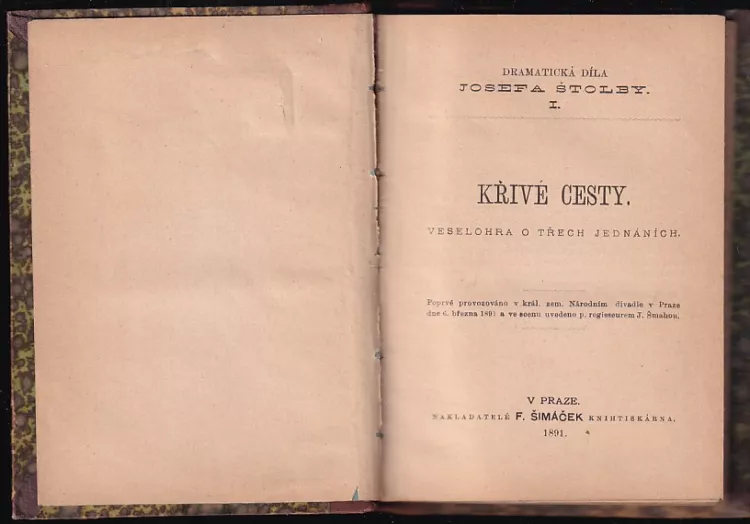 DRAMATICKÁ DÍLA
JOSEFA ŠTOLBY.
I.
KŘIVÉ CESTY.
VESELOHRA O TŘECH JEDNÁNÍCH.
Poprvé provozováno v král. zem. Národním divadle v Praze
dne 6. března 1891 a ve scenu uvedeno p. regisseurem J. Šmahou.
V PRAZE.
NAKLADATELÉ F. ŠIMÁČEK KNIHTISKÁRNA.
1891.